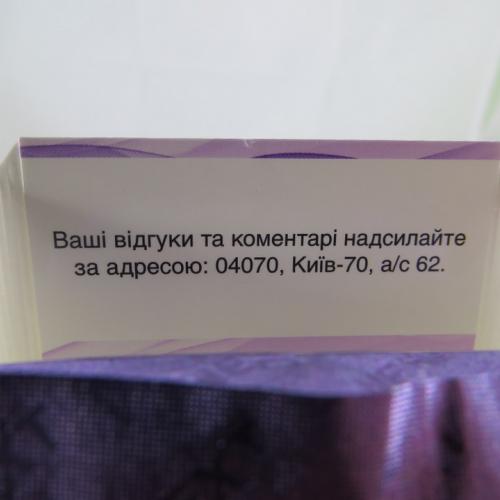 Ваші відгуки та коментарі надсилайте
за адресою: 04070, Київ-70, а/с 62.